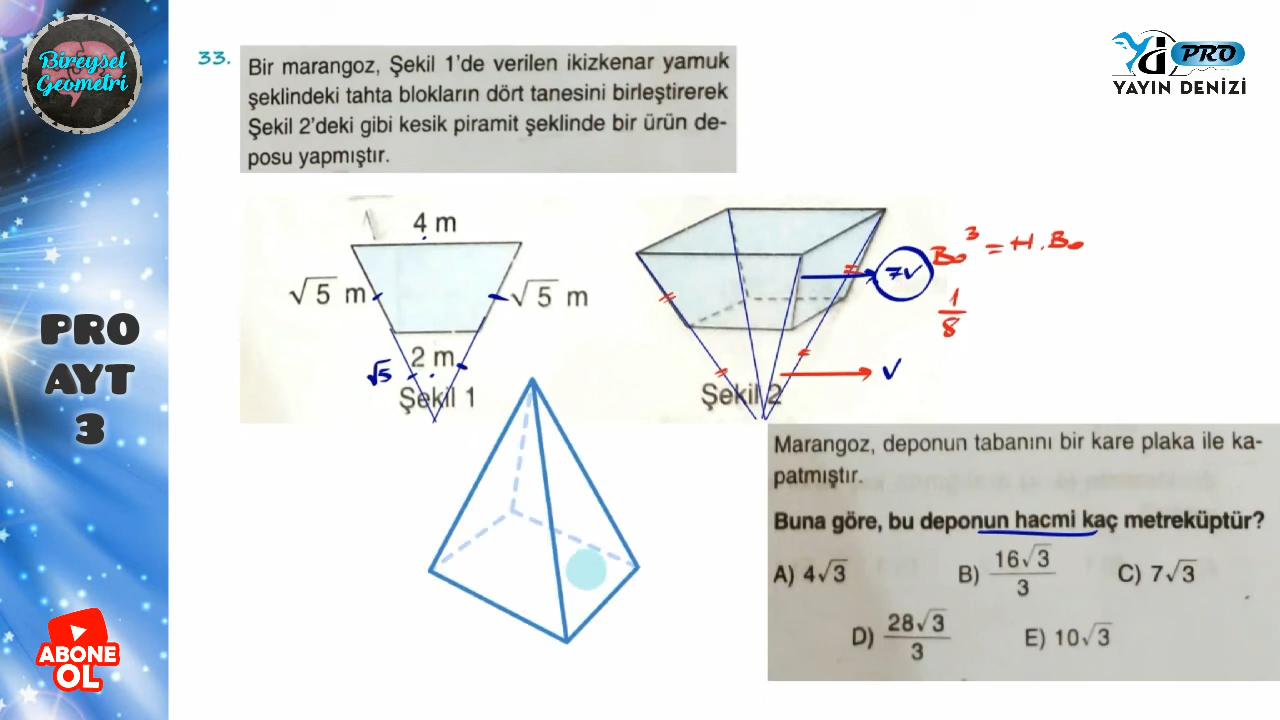 Bireysel
Geometri
PRO
AYT
3
ABONE
OL
PRO
YAYIN DENİZİ
33.
Bir marangoz, Şekil 1'de verilen ikizkenar yamuk
şeklindeki tahta blokların dört tanesini birleştirerek
Şekil 2'deki gibi kesik piramit şeklinde bir ürün de-
posu yapmıştır.
4 m
√5 m
√5 m
2 m
√5
Şekil 1
7V
Bo³ = H.Bo
1/8
V
Şekil 2
Marangoz, deponun tabanını bir kare plaka ile ka-
patmıştır.
Buna göre, bu deponun hacmi kaç metreküptür?
A) 4√3 B) 16√3/3 C) 7√3
D) 28√3/3 E) 10√3